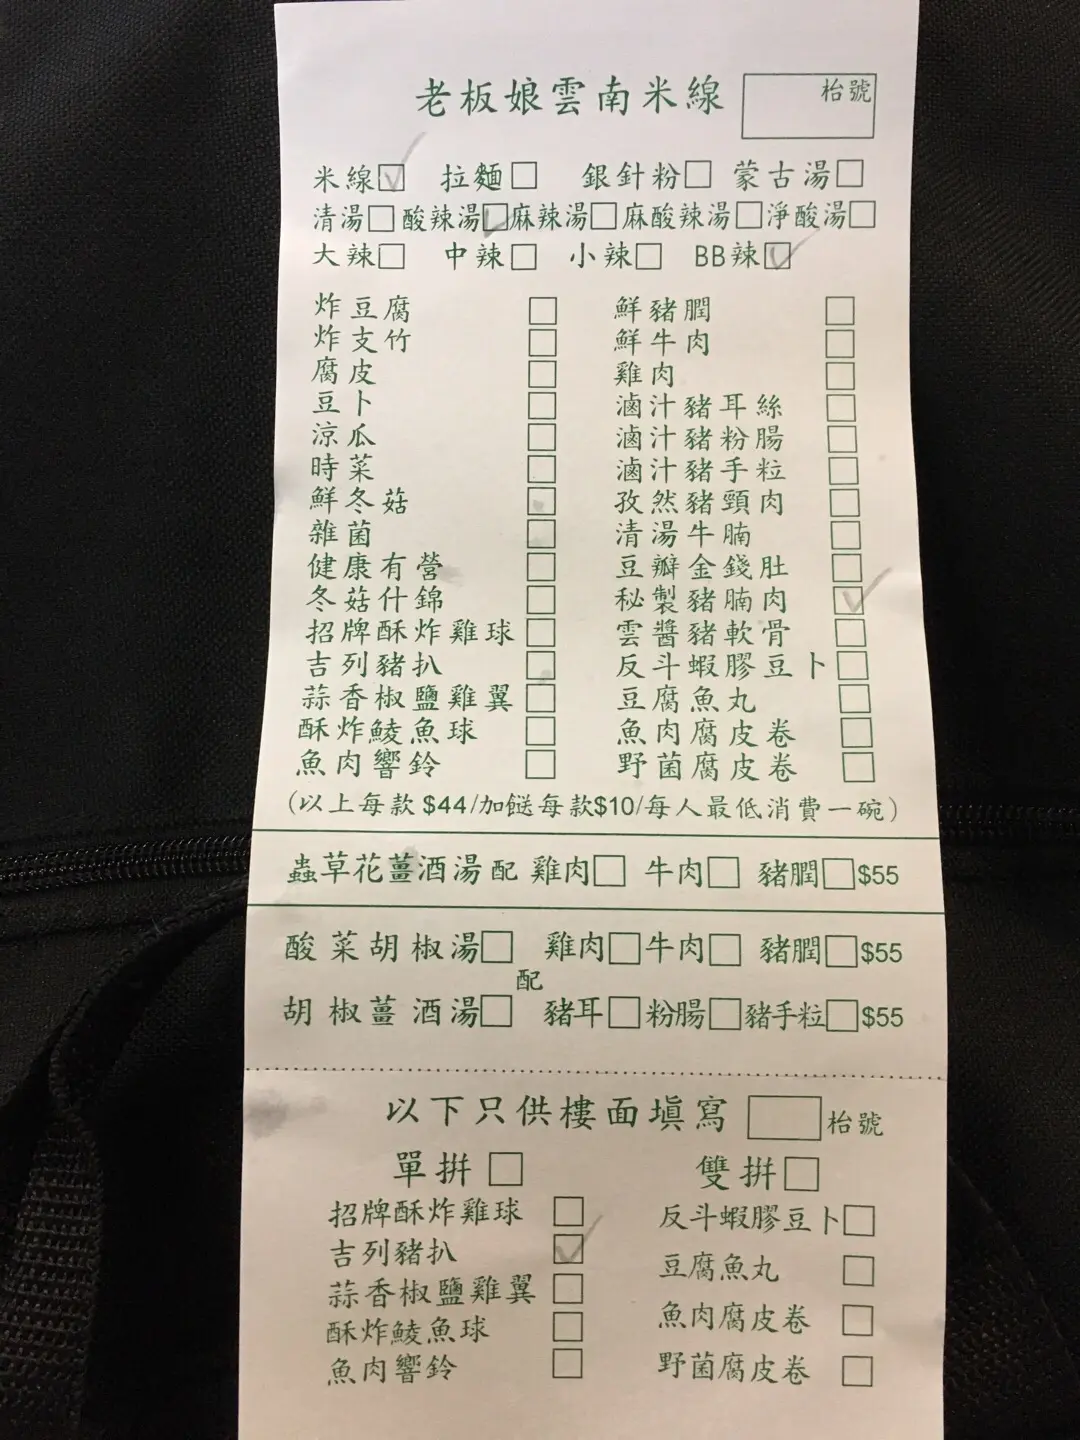 老板娘雲南米線 枱號
米線☑ 拉麵□ 銀針粉□ 蒙古湯□
清湯□ 酸辣湯☑ 麻辣湯□ 麻酸辣湯□ 淨酸湯□
大辣□ 中辣□ 小辣□ BB辣☑
炸豆腐 □ 鮮豬膶 □
炸支竹 □ 鮮牛肉 □
腐皮 □ 雞肉 □
豆卜 □ 滷汁豬耳絲 □
涼瓜 □ 滷汁豬粉腸 □
時菜 □ 滷汁豬手粒 □
鮮冬菇 □ 孜然豬頸肉 □
雜菌 □ 清湯牛腩 □
健康有營 □ 豆瓣金錢肚 □
冬菇什錦 □ 秘製豬腩肉 ☑
招牌酥炸雞球 □ 雲醬豬軟骨 □
吉列豬扒 □ 反斗蝦膠豆卜 □
蒜香椒鹽雞翼 □ 豆腐魚丸 □
酥炸鯪魚球 □ 魚肉腐皮卷 □
魚肉響鈴 □ 野菌腐皮卷 □
(以上每款$44/加餸每款$10/每人最低消費一碗)
蟲草花薑酒湯 配 雞肉□ 牛肉□ 豬膶□$55
酸菜胡椒湯□ 雞肉□ 牛肉□ 豬膶□$55
配
胡椒薑酒湯□ 豬耳□ 粉腸□ 豬手粒□$55
以下只供樓面填寫 □枱號
單拼 □ 雙拼□
招牌酥炸雞球 □ 反斗蝦膠豆卜□
吉列豬扒 ☑ 豆腐魚丸 □
蒜香椒鹽雞翼 □ 魚肉腐皮卷 □
酥炸鯪魚球 □ 野菌腐皮卷 □
魚肉響鈴 □